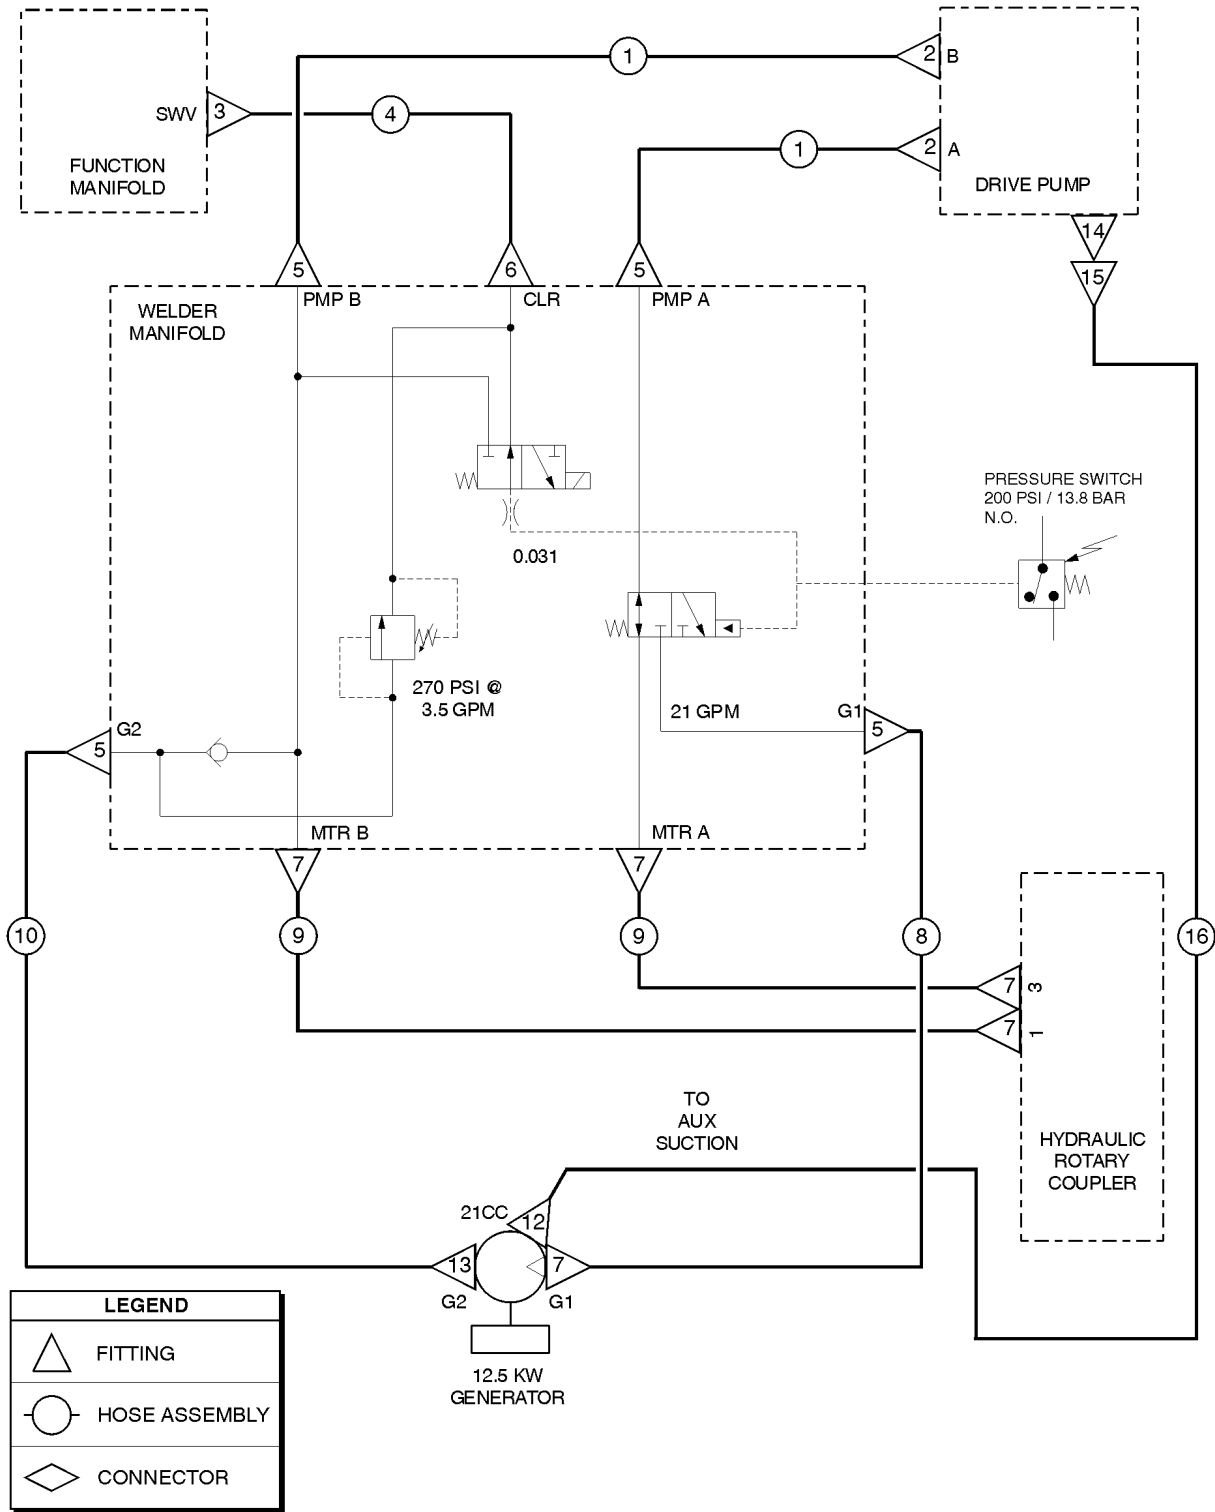 1
2
B
SWV
3
4
1
2
A
FUNCTION
MANIFOLD
DRIVE PUMP
14
15
5
6
5
PMP B
CLR
PMP A
WELDER
MANIFOLD
PRESSURE SWITCH
200 PSI / 13.8 BAR
N.O.
0.031
270 PSI @
3.5 GPM
21 GPM
G1
5
G2
5
MTR B
MTR A
7
7
10
9
9
8
16
7
3
7
1
TO
AUX
SUCTION
HYDRAULIC
ROTARY
COUPLER
21CC
12
13
7
G2
G1
12.5 KW
GENERATOR
LEGEND
FITTING
HOSE ASSEMBLY
CONNECTOR